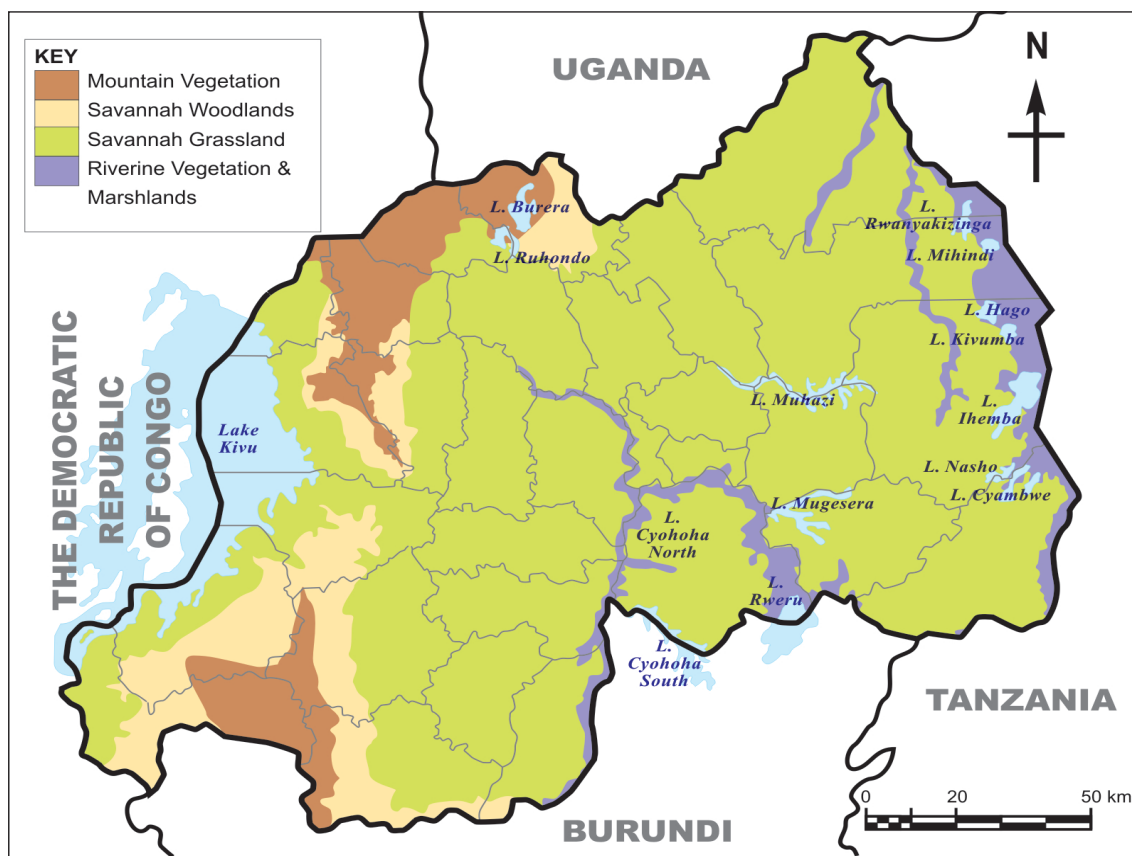 KEY
Mountain Vegetation
Savannah Woodlands
Savannah Grassland
Riverine Vegetation &
Marshlands
UGANDA
N
L. Burera
L. Ruhondo
L.
Rwanyakizinga
L. Mihindi
L. Hago
L. Kivumba
L. Muhazi
L.
Ihemba
Lake
Kivu
THE DEMOCRATIC
REPUBLIC
OF CONGO
L. Nasho
L. Cyambwe
L. Mugesera
L.
Cyohoha
North
L.
Rweru
L.
Cyohoha
South
TANZANIA
BURUNDI
0 20 50 km